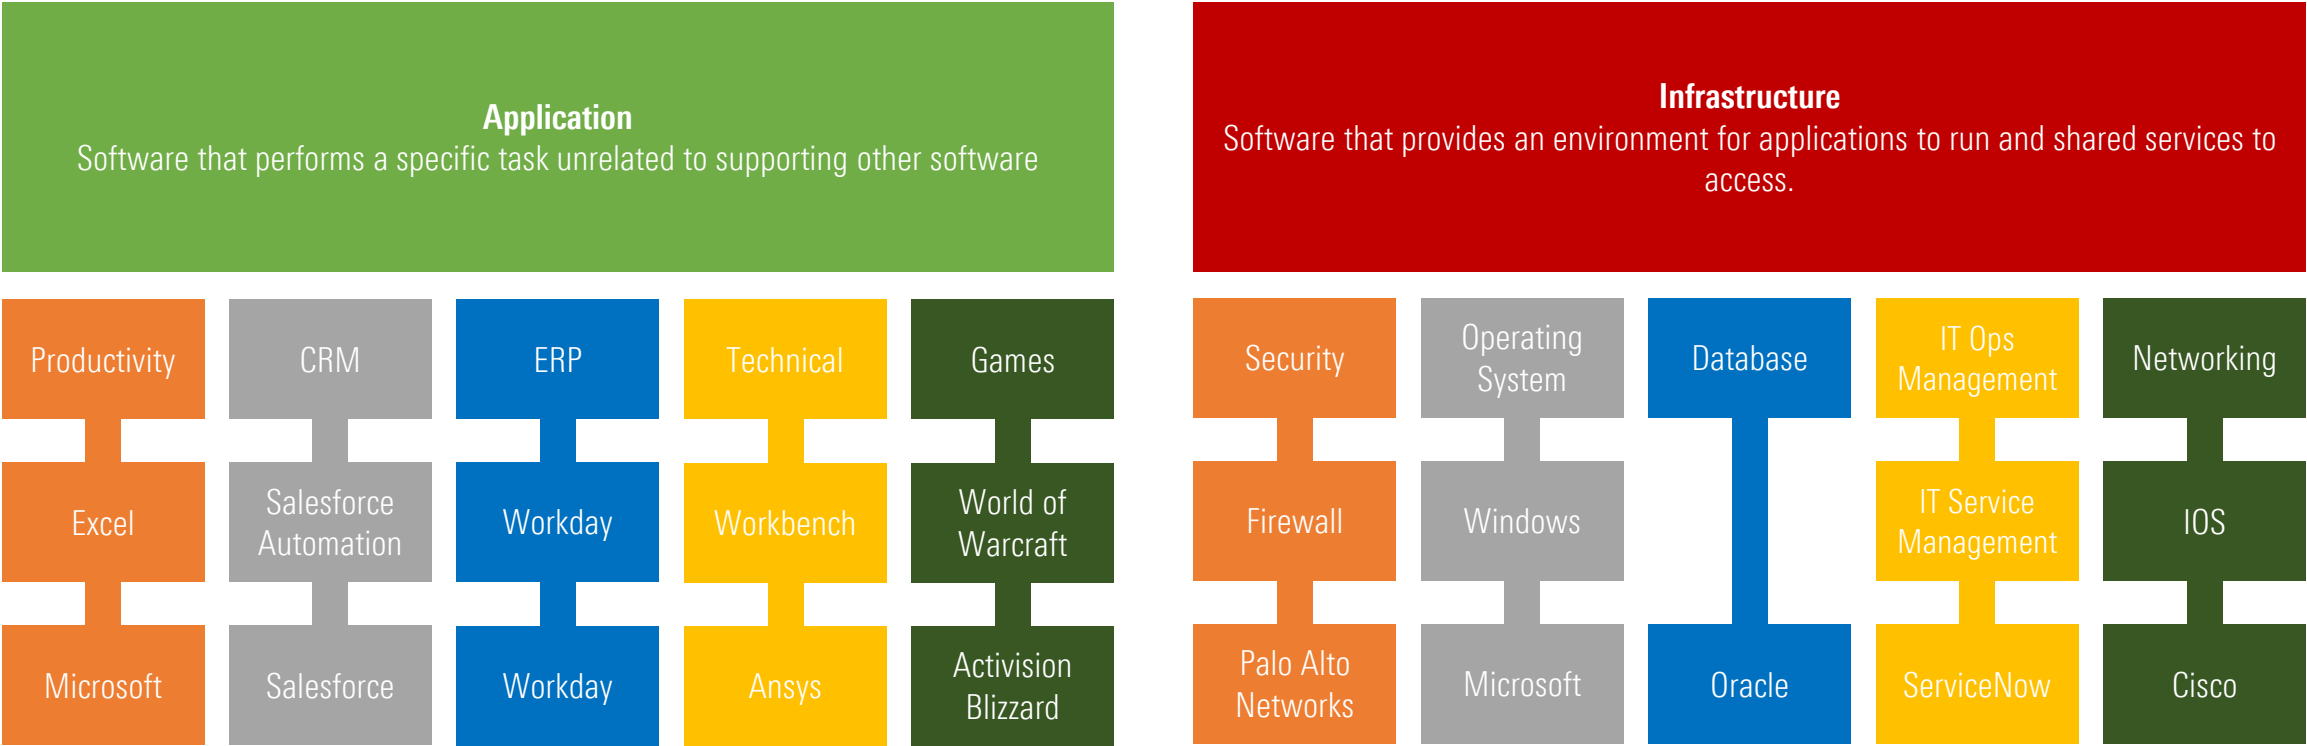 Application
Software that performs a specific task unrelated to supporting other software
Infrastructure
Software that provides an environment for applications to run and shared services to
access.
Productivity
CRM
ERP
Technical
Games
Excel
Salesforce
Automation
Workday
Workbench
World of
Warcraft
Microsoft
Salesforce
Workday
Ansys
Activision
Blizzard
Security
Operating
System
Database
IT Ops
Management
Networking
Firewall
Windows
IT Service
Management
IOS
Palo Alto
Networks
Microsoft
Oracle
ServiceNow
Cisco